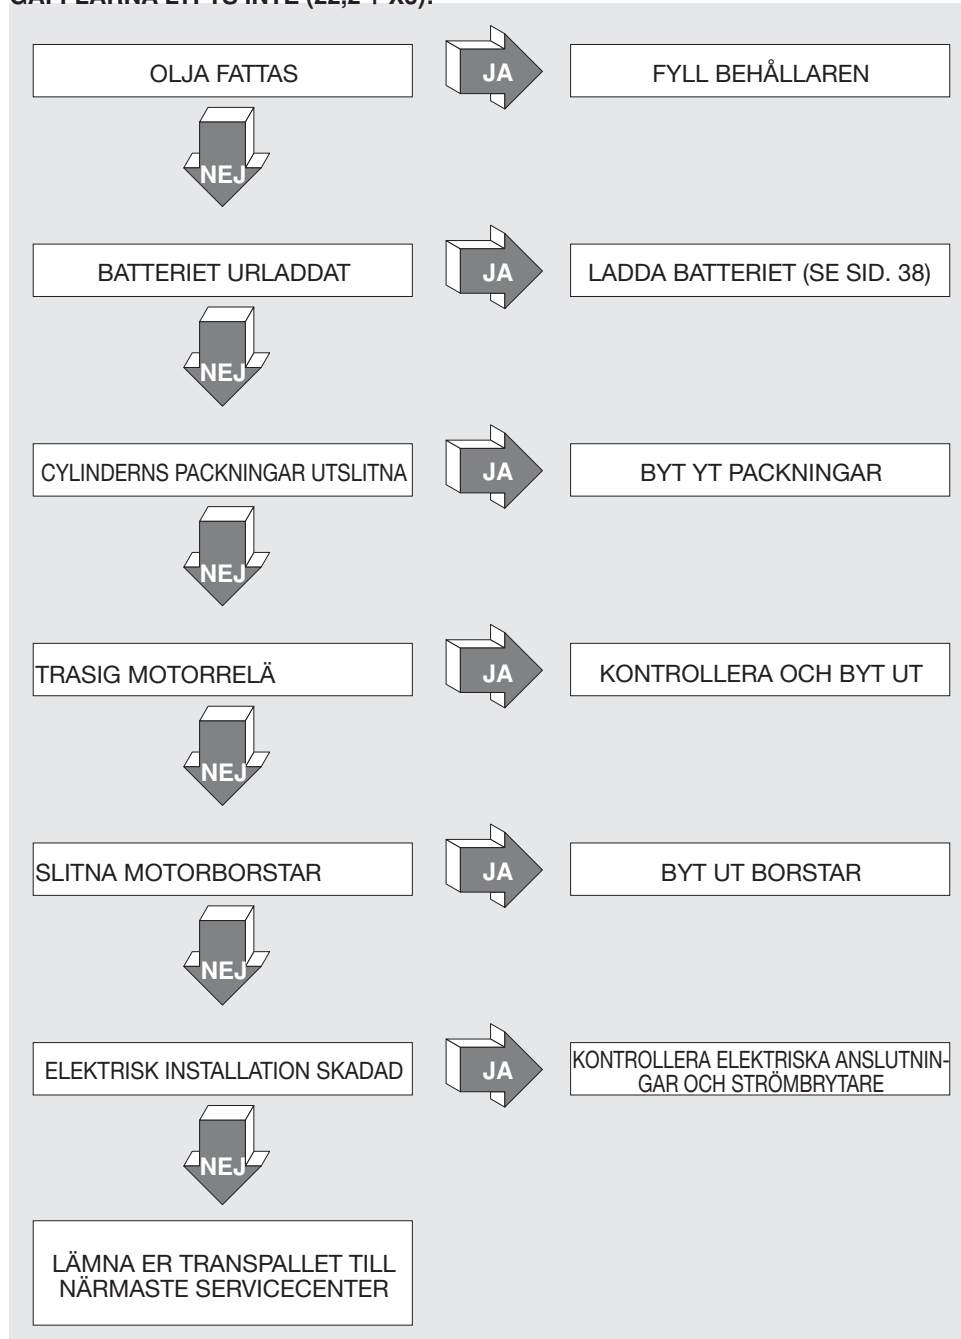 OLJA FATTAS
JA
FYLL BEHÅLLAREN
NEJ
BATTERIET URLADDAT
JA
LADDA BATTERIET (SE SID. 38)
NEJ
CYLINDERNS PACKNINGAR UTSLITNA
JA
BYT YT PACKNINGAR
NEJ
TRASIG MOTORRELÄ
JA
KONTROLLERA OCH BYT UT
NEJ
SLITNA MOTORBORSTAR
JA
BYT UT BORSTAR
NEJ
ELEKTRISK INSTALLATION SKADAD
JA
KONTROLLERA ELEKTRISKA ANSLUTNIN-
GAR OCH STRÖMBRYTARE
NEJ
LÄMNA ER TRANSPALLET TILL
NÄRMASTE SERVICECENTER